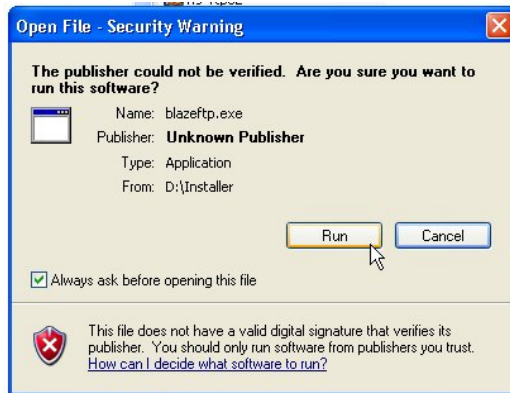 Open File - Security Warning
The publisher could not be verified.  Are you sure you want to
run this software?
Name: blazeftp.exe
Publisher: Unknown Publisher
Type: Application
From: D:\Installer
Run
Cancel
Always ask before opening this file
This file does not have a valid digital signature that verifies its
publisher.  You should only run software from publishers you trust.
How can I decide what software to run?